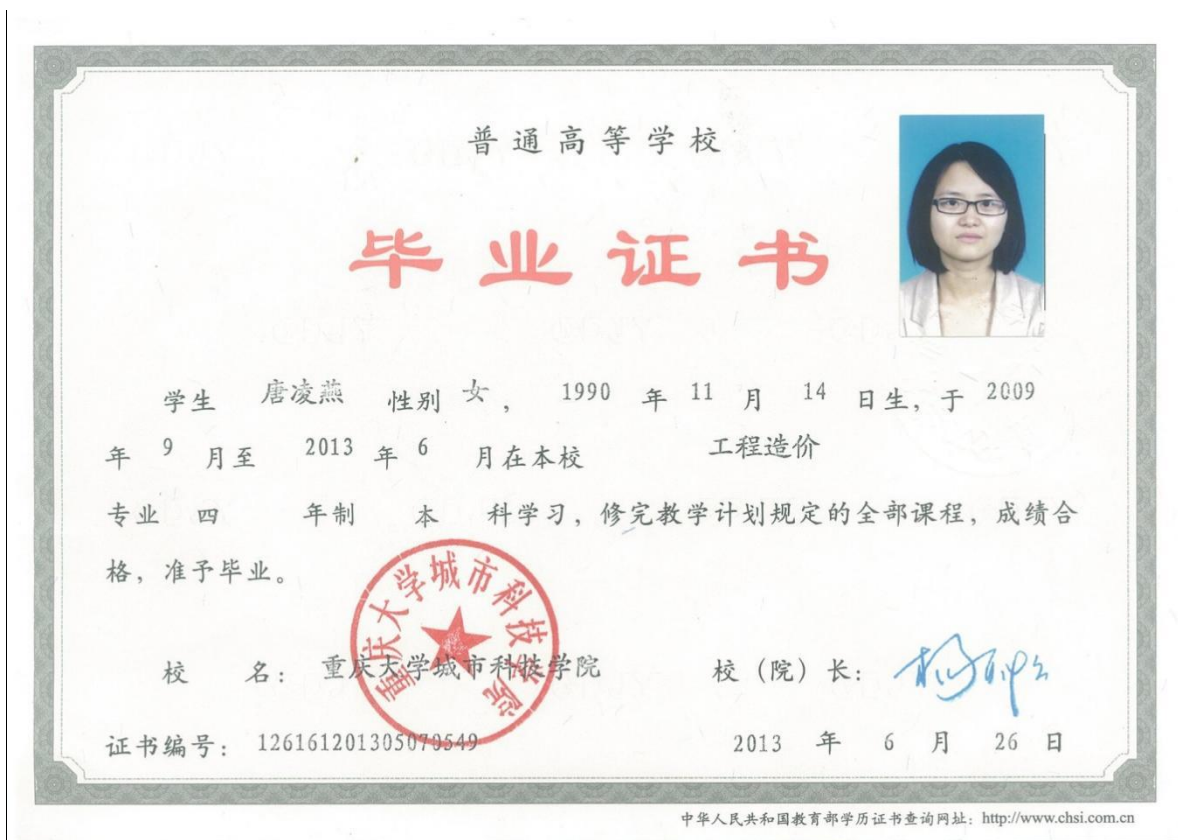 普通高等学校
毕业证书
学生 唐凌燕 性别 女， 1990 年 11 月 14 日生，于 2009
年 9 月至 2013 年 6 月在本校 工程造价
专业 四 年制 本 科学习，修完教学计划规定的全部课程，成绩合
格，准予毕业。
重庆大学城市科技学院
校 名： 重庆大学城市科技学院 校（院）长：
证书编号： 126161201305070549 2013 年 6 月 26 日
中华人民共和国教育部学历证书查询网址：http://www.chsi.com.cn